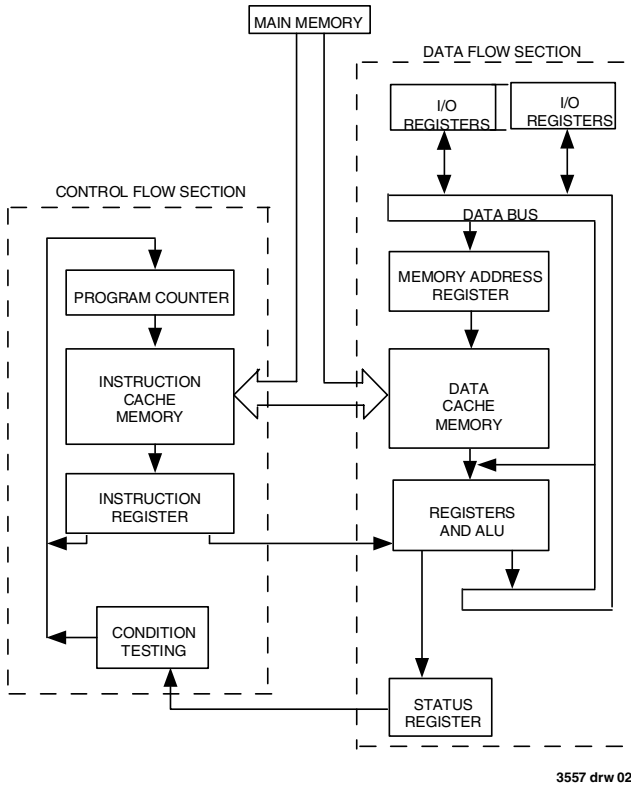 MAIN MEMORY
DATA FLOW SECTION
I/O
REGISTERS
I/O
REGISTERS
CONTROL FLOW SECTION
DATA BUS
PROGRAM COUNTER
MEMORY ADDRESS
REGISTER
INSTRUCTION
CACHE
MEMORY
DATA
CACHE
MEMORY
INSTRUCTION
REGISTER
REGISTERS
AND ALU
CONDITION
TESTING
STATUS
REGISTER
3557 drw 02